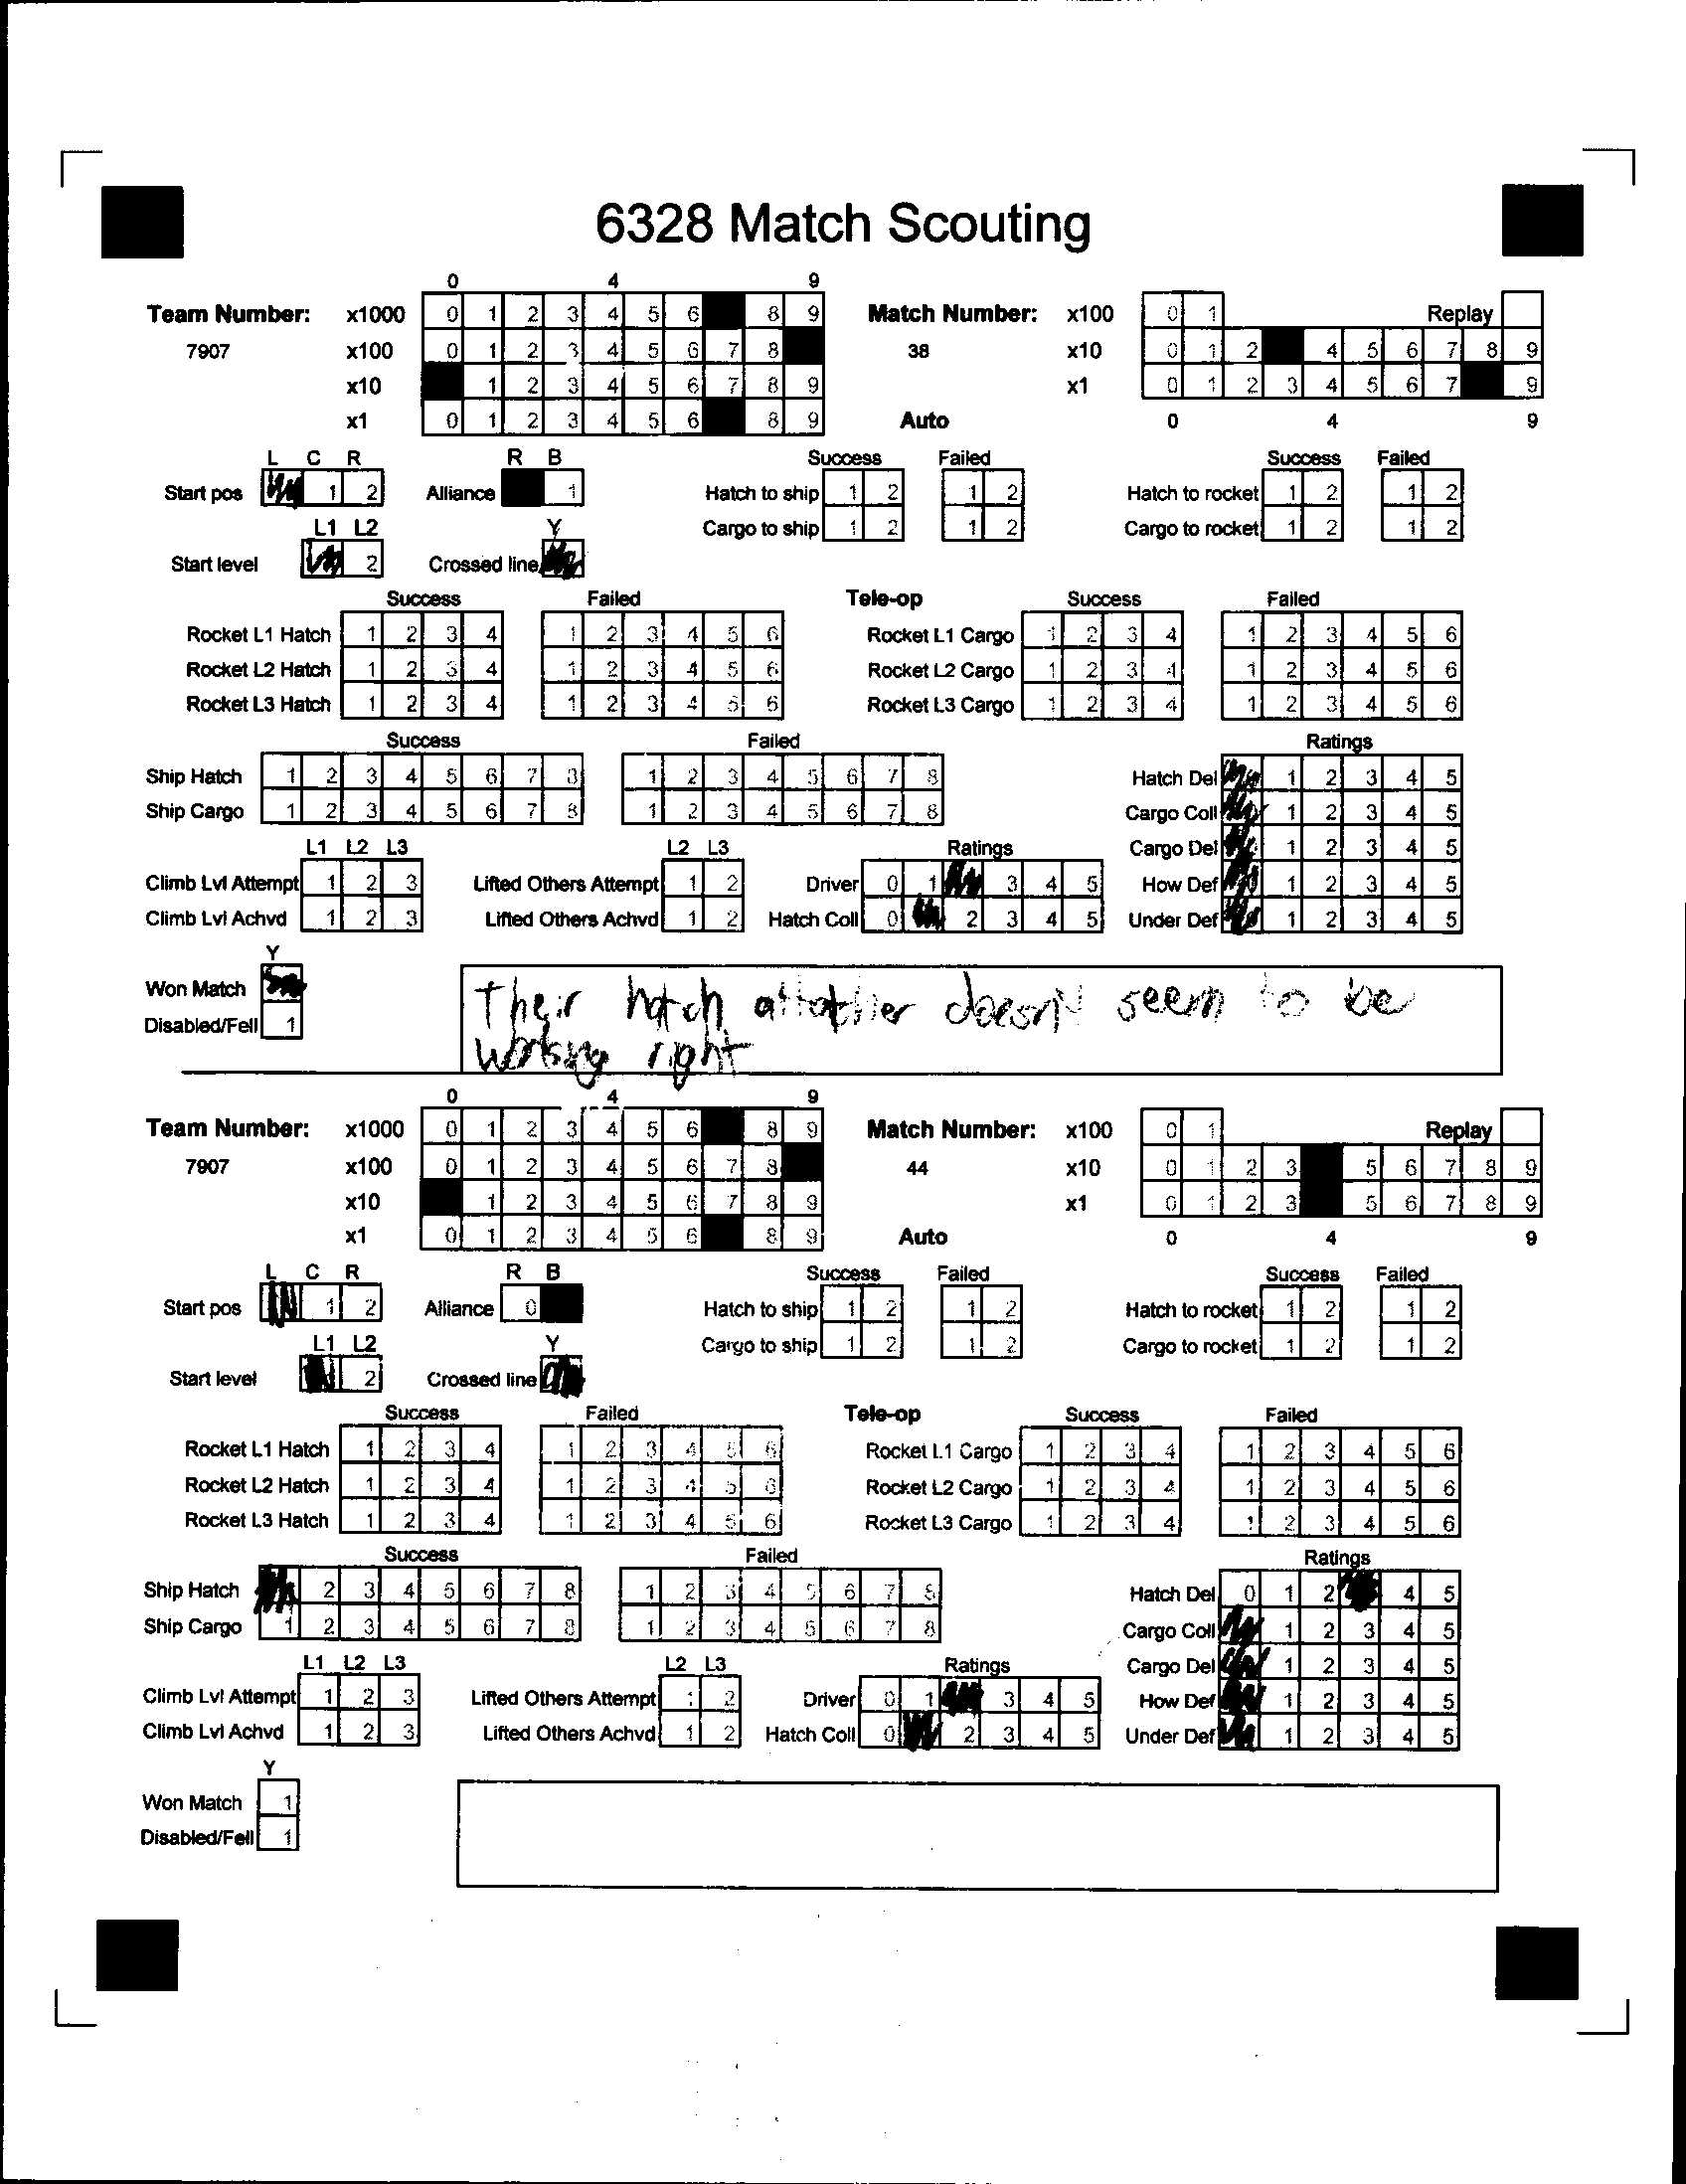 6328 Match Scouting
0 4 9
Team Number: x1000 0 1 2 3 4 5 6 8 9 Match Number: x100 0 1 Replay
7907 x100 0 1 2 3 4 5 6 7 8 38 x10 0 1 2 4 5 6 7 8 9
x10 1 2 3 4 5 6 7 8 9 x1 0 1 2 3 4 5 6 7 9
x1 0 1 2 3 4 5 6 8 9 Auto 0 4 9
L C R R B Success Failed Success Failed
Start pos 1 2 Alliance 1 Hatch to ship 1 2 1 2 Hatch to rocket 1 2 1 2
L1 L2 Y Cargo to ship 1 2 1 2 Cargo to rocket 1 2 1 2
Start level 2 Crossed line
Success Failed Tele-op Success Failed
Rocket L1 Hatch 1 2 3 4 1 2 3 4 5 6 Rocket L1 Cargo 1 2 3 4 1 2 3 4 5 6
Rocket L2 Hatch 1 2 3 4 1 2 3 4 5 6 Rocket L2 Cargo 1 2 3 4 1 2 3 4 5 6
Rocket L3 Hatch 1 2 3 4 1 2 3 4 5 6 Rocket L3 Cargo 1 2 3 4 1 2 3 4 5 6
Success Failed Ratings
Ship Hatch 1 2 3 4 5 6 7 8 1 2 3 4 5 6 7 8 Hatch Del 1 2 3 4 5
Ship Cargo 1 2 3 4 5 6 7 8 1 2 3 4 5 6 7 8 Cargo Coll 1 2 3 4 5
L1 L2 L3 L2 L3 Ratings Cargo Del 1 2 3 4 5
Climb Lvl Attempt 1 2 3 Lifted Others Attempt 1 2 Driver 0 1 3 4 5 How Def 1 2 3 4 5
Climb Lvl Achvd 1 2 3 Lifted Others Achvd 1 2 Hatch Coll 0 2 3 4 5 Under Def 1 2 3 4 5
Y
Won Match
Disabled/Fell 1
Their hatch attatcher doesn't seem to be
working right
0 4 9
Team Number: x1000 0 1 2 3 4 5 6 8 9 Match Number: x100 0 1 Replay
7907 x100 0 1 2 3 4 5 6 7 8 44 x10 0 1 2 3 5 6 7 8 9
x10 1 2 3 4 5 6 7 8 9 x1 0 1 2 3 5 6 7 8 9
x1 0 1 2 3 4 5 6 8 9 Auto 0 4 9
L C R R B Success Failed Success Failed
Start pos 1 2 Alliance 0 Hatch to ship 1 2 1 2 Hatch to rocket 1 2 1 2
L1 L2 Y Cargo to ship 1 2 1 2 Cargo to rocket 1 2 1 2
Start level 2 Crossed line
Success Failed Tele-op Success Failed
Rocket L1 Hatch 1 2 3 4 1 2 3 4 5 6 Rocket L1 Cargo 1 2 3 4 1 2 3 4 5 6
Rocket L2 Hatch 1 2 3 4 1 2 3 4 5 6 Rocket L2 Cargo 1 2 3 4 1 2 3 4 5 6
Rocket L3 Hatch 1 2 3 4 1 2 3 4 5 6 Rocket L3 Cargo 1 2 3 4 1 2 3 4 5 6
Success Failed Ratings
Ship Hatch 2 3 4 5 6 7 8 1 2 3 4 5 6 7 8 Hatch Del 0 1 2 4 5
Ship Cargo 1 2 3 4 5 6 7 8 1 2 3 4 5 6 7 8 Cargo Coll 1 2 3 4 5
L1 L2 L3 L2 L3 Ratings Cargo Del 1 2 3 4 5
Climb Lvl Attempt 1 2 3 Lifted Others Attempt 1 2 Driver 0 1 3 4 5 How Def 1 2 3 4 5
Climb Lvl Achvd 1 2 3 Lifted Others Achvd 1 2 Hatch Coll 0 2 3 4 5 Under Def 1 2 3 4 5
Y
Won Match 1
Disabled/Fell 1